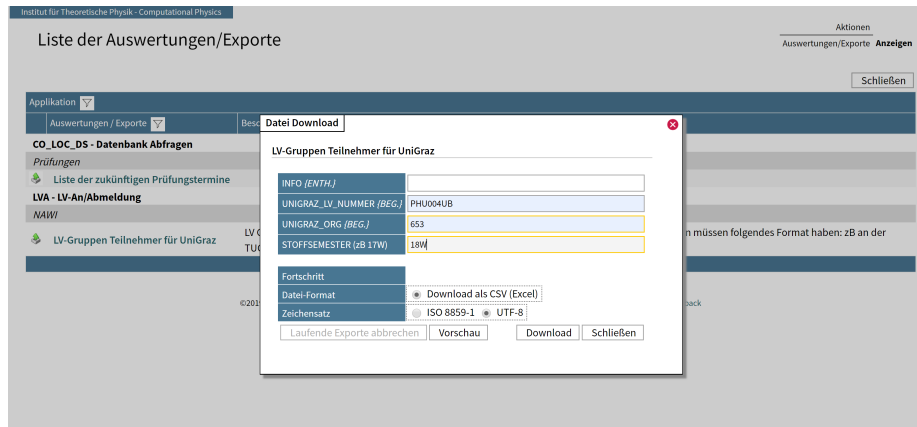 Institut für Theoretische Physik - Computational Physics
Liste der Auswertungen/Exporte
Aktionen
Auswertungen/Exporte Anzeigen
Schließen
Applikation
Auswertungen / Exporte
Besc
CO_LOC_DS - Datenbank Abfragen
Prüfungen
Liste der zukünftigen Prüfungstermine
LVA - LV-An/Abmeldung
NAWI
LV-Gruppen Teilnehmer für UniGraz
n müssen folgendes Format haben: zB an der
©201
back
Datei Download
LV-Gruppen Teilnehmer für UniGraz
INFO (ENTH.)
UNIGRAZ_LV_NUMMER (BEG.) PHU004UB
UNIGRAZ_ORG (BEG.) 653
STOFFSEMESTER (zB 17W) 18W
Fortschritt
Datei-Format Download als CSV (Excel)
Zeichensatz ISO 8859-1 UTF-8
Laufende Exporte abbrechen Vorschau Download Schließen